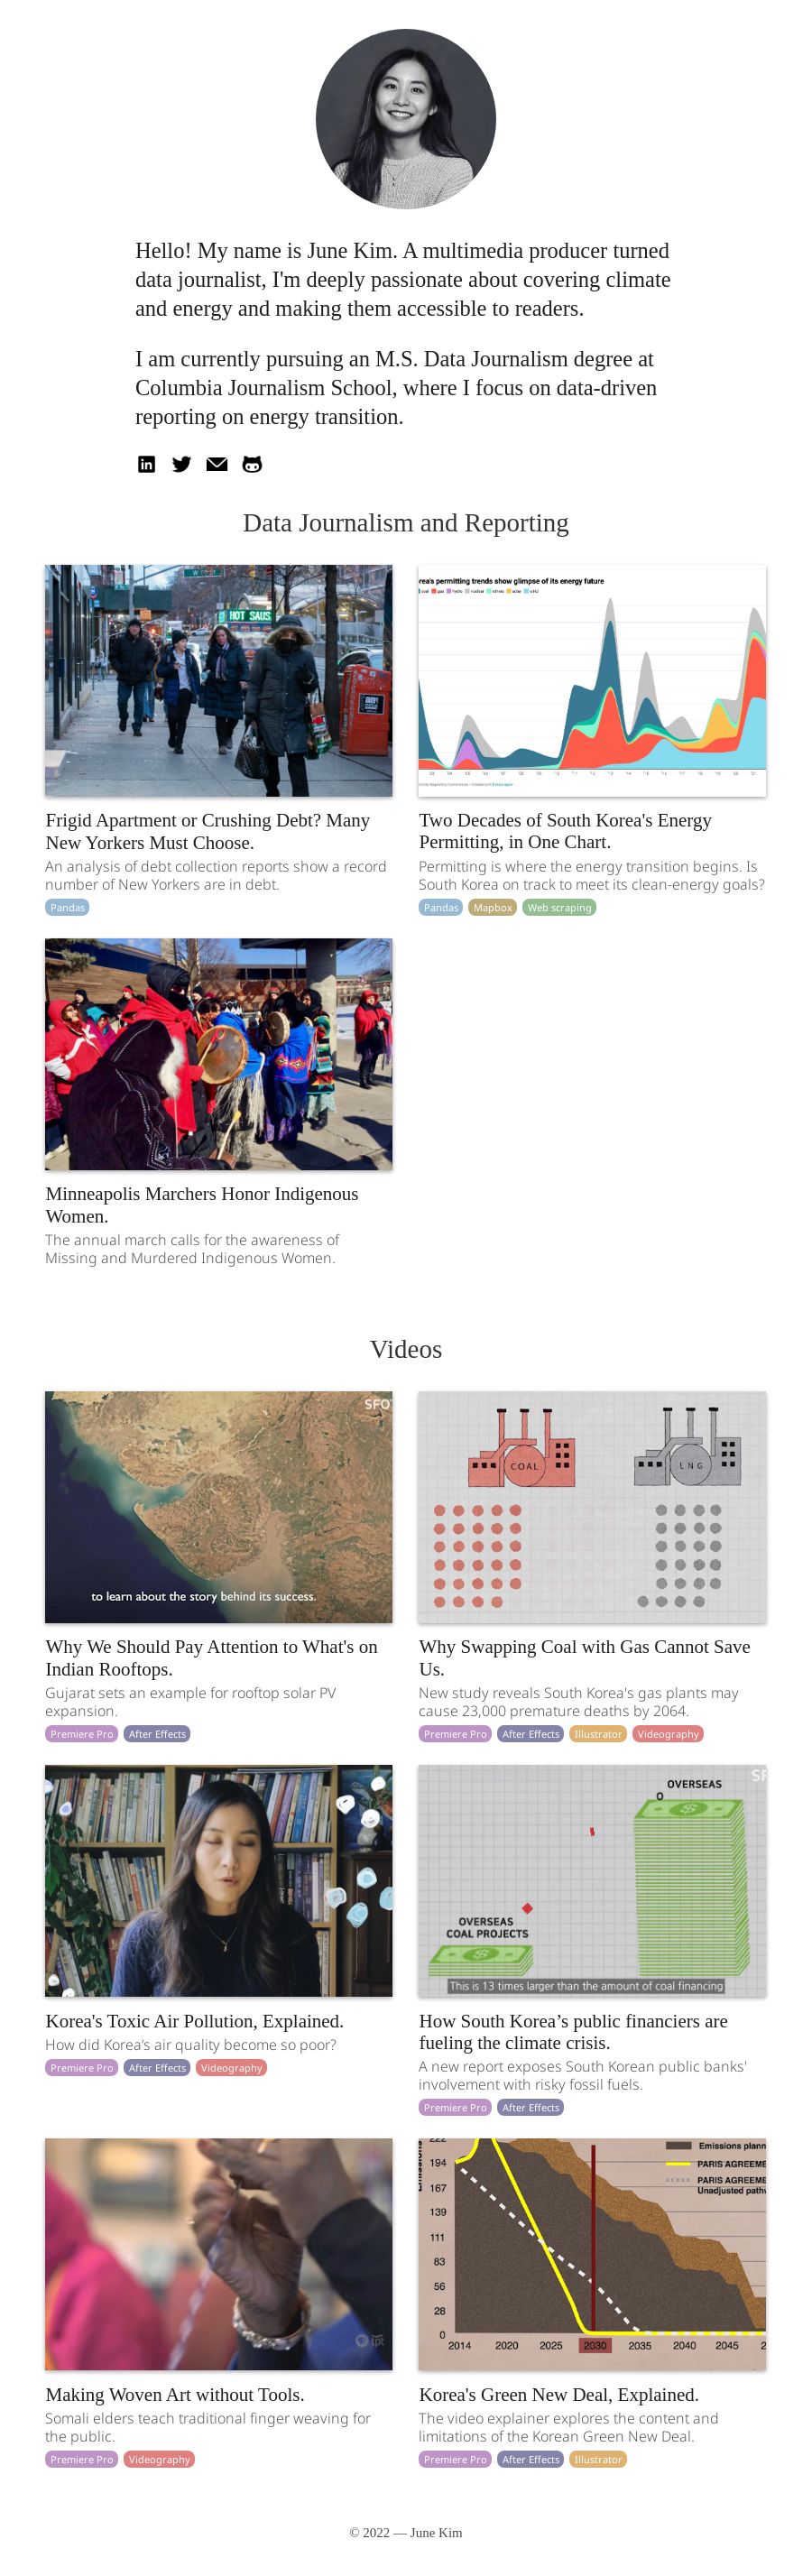 Hello! My name is June Kim. A multimedia producer turned
data journalist, I'm deeply passionate about covering climate
and energy and making them accessible to readers.
I am currently pursuing an M.S. Data Journalism degree at
Columbia Journalism School, where I focus on data-driven
reporting on energy transition.
in
Data Journalism and Reporting
HOT SAUS
rea's permitting trends show glimpse of its energy future
coal gas hydro nuclear others solar wind
Frigid Apartment or Crushing Debt? Many
New Yorkers Must Choose.
An analysis of debt collection reports show a record
number of New Yorkers are in debt.
Pandas
Two Decades of South Korea's Energy
Permitting, in One Chart.
Permitting is where the energy transition begins. Is
South Korea on track to meet its clean-energy goals?
Pandas Mapbox Web scraping
Minneapolis Marchers Honor Indigenous
Women.
The annual march calls for the awareness of
Missing and Murdered Indigenous Women.
Videos
SFO
to learn about the story behind its success.
COAL
LNG
Why We Should Pay Attention to What's on
Indian Rooftops.
Gujarat sets an example for rooftop solar PV
expansion.
Premiere Pro After Effects
Why Swapping Coal with Gas Cannot Save
Us.
New study reveals South Korea's gas plants may
cause 23,000 premature deaths by 2064.
Premiere Pro After Effects Illustrator Videography
OVERSEAS
O
OVERSEAS
COAL PROJECTS
This is 13 times larger than the amount of coal financing
Korea's Toxic Air Pollution, Explained.
How did Korea’s air quality become so poor?
Premiere Pro After Effects Videography
How South Korea’s public financiers are
fueling the climate crisis.
A new report exposes South Korean public banks'
involvement with risky fossil fuels.
Premiere Pro After Effects
tpt
Emissions plann
PARIS AGREEME
PARIS AGREEME
Unadjusted pathw
Emissions
222
194
167
139
111
83
56
28
0
2014 2020 2025 2030 2035 2040 2045 2
Making Woven Art without Tools.
Somali elders teach traditional finger weaving for
the public.
Premiere Pro Videography
Korea's Green New Deal, Explained.
The video explainer explores the content and
limitations of the Korean Green New Deal.
Premiere Pro After Effects Illustrator
© 2022 — June Kim